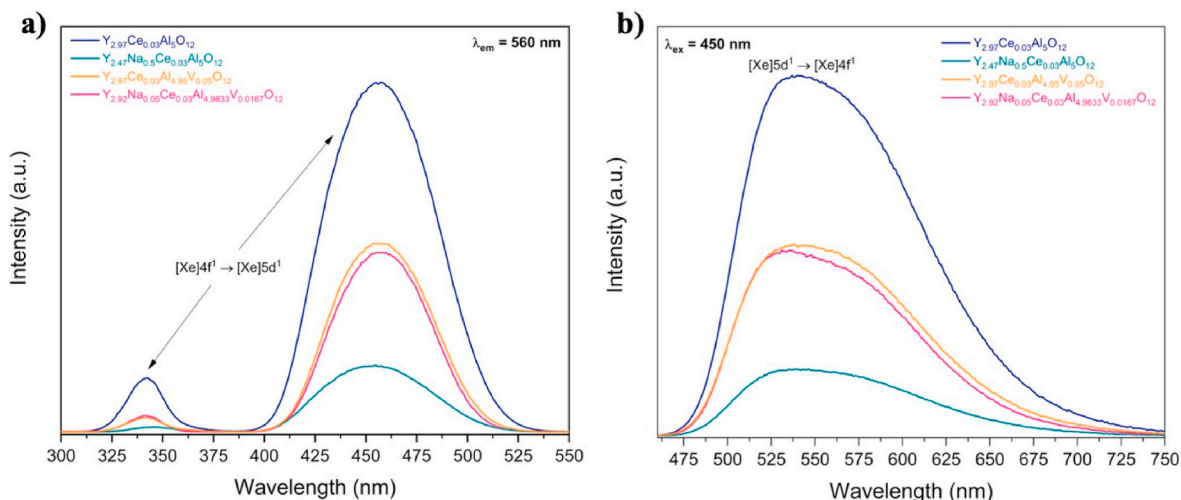 a)
Y₂.₉₇Ce₀.₀₃Al₅O₁₂
Y₂.₄₇Na₀.₅Ce₀.₀₃Al₅O₁₂
Y₂.₉₇Ce₀.₀₃Al₄.₉₅V₀.₀₅O₁₂
Y₂.₉₂Na₀.₀₅Ce₀.₀₃Al₄.₉₈₃₃V₀.₀₁₆₇O₁₂
λem = 560 nm
[Xe]4f¹ → [Xe]5d¹
Intensity (a.u.)
300 325 350 375 400 425 450 475 500 525 550
Wavelength (nm)
b)
λex = 450 nm
[Xe]5d¹ → [Xe]4f¹
Y₂.₉₇Ce₀.₀₃Al₅O₁₂
Y₂.₄₇Na₀.₅Ce₀.₀₃Al₅O₁₂
Y₂.₉₇Ce₀.₀₃Al₄.₉₅V₀.₀₅O₁₂
Y₂.₉₂Na₀.₀₅Ce₀.₀₃Al₄.₉₈₃₃V₀.₀₁₆₇O₁₂
Intensity (a.u.)
475 500 525 550 575 600 625 650 675 700 725 750
Wavelength (nm)